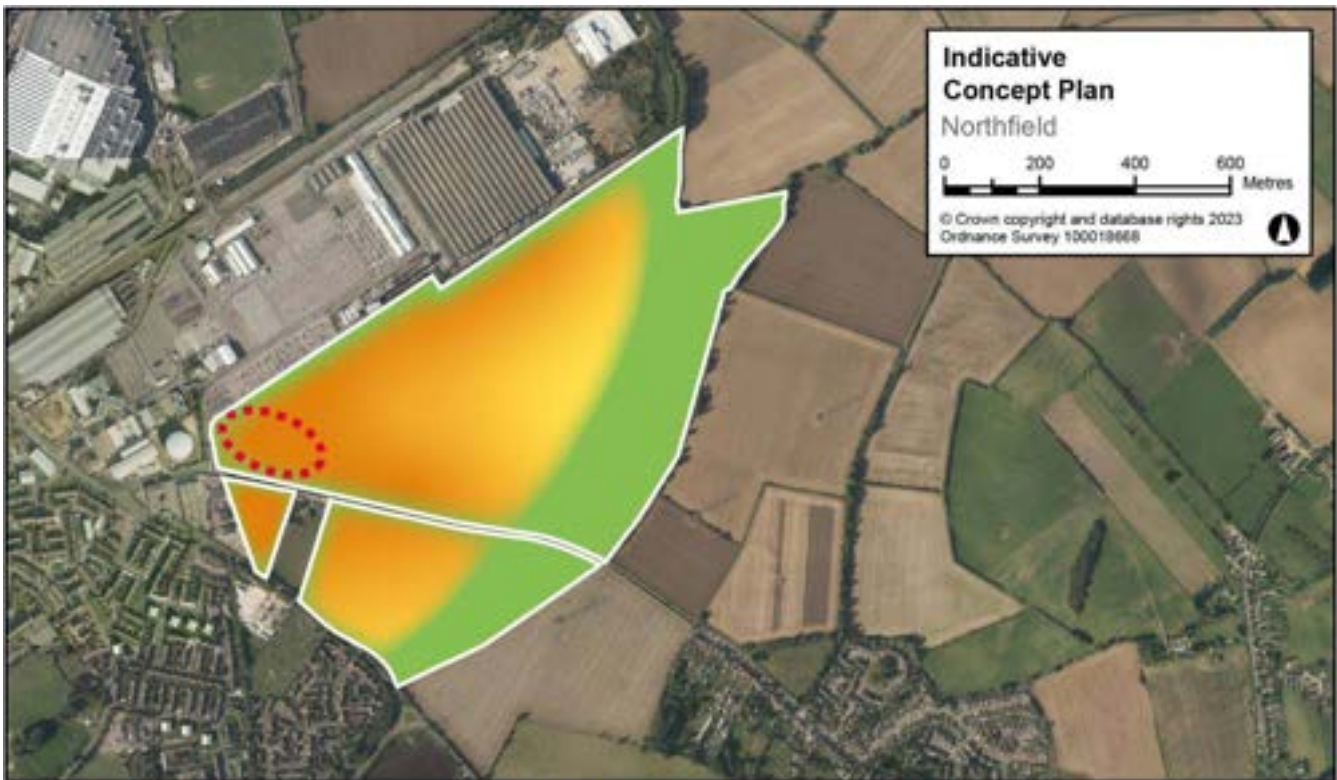 Indicative
Concept Plan
Northfield
0 200 400 600
Metres
© Crown copyright and database rights 2023
Ordnance Survey 100018668